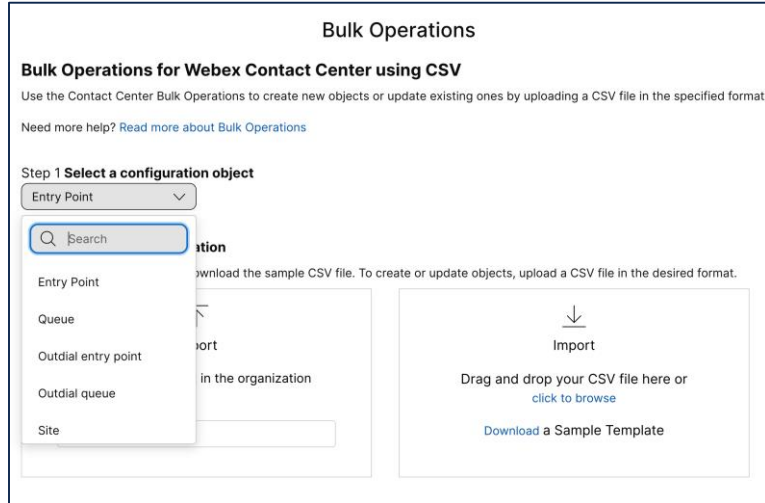 Bulk Operations
Bulk Operations for Webex Contact Center using CSV
Use the Contact Center Bulk Operations to create new objects or update existing ones by uploading a CSV file in the specified format
Need more help? Read more about Bulk Operations
Step 1 Select a configuration object
Entry Point
Search
Entry Point
Queue
Outdial entry point
Outdial queue
Site
download the sample CSV file. To create or update objects, upload a CSV file in the desired format.
in the organization
Import
Drag and drop your CSV file here or
click to browse
Download a Sample Template